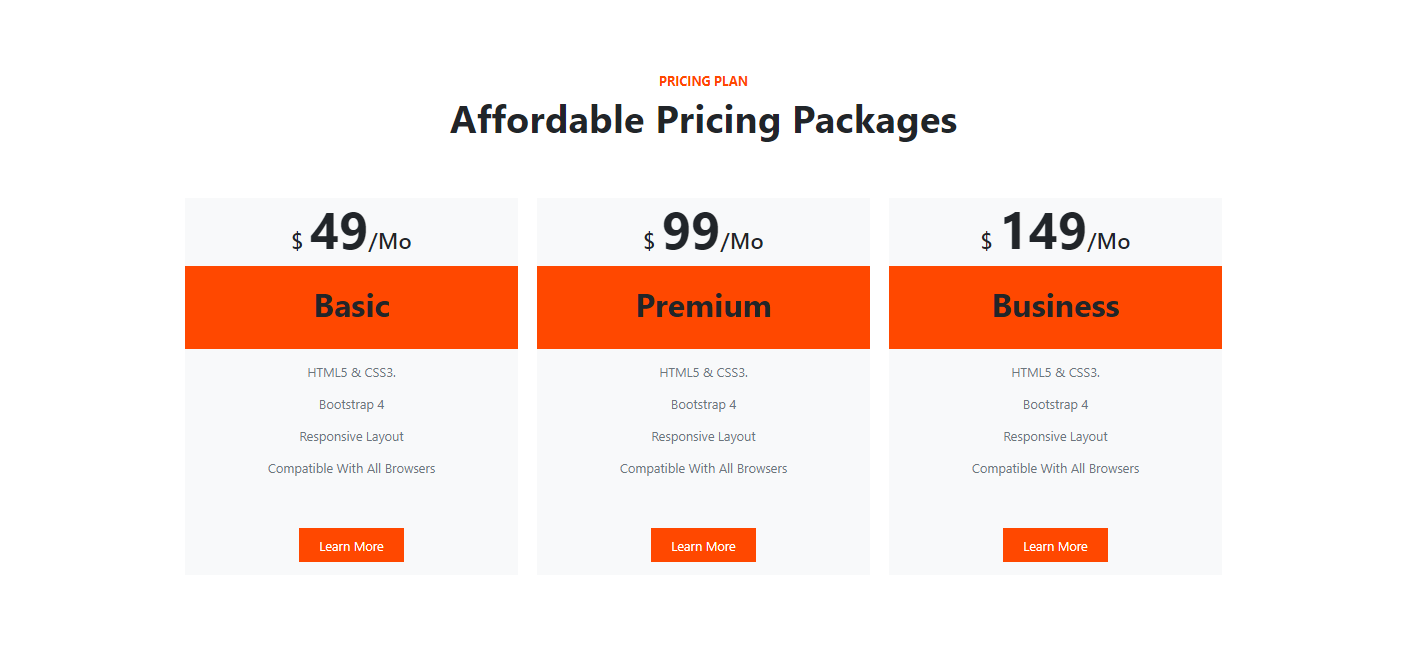 PRICING PLAN
Affordable Pricing Packages
$ 49/Mo
Basic
HTML5 & CSS3.
Bootstrap 4
Responsive Layout
Compatible With All Browsers
Learn More
$ 99/Mo
Premium
HTML5 & CSS3.
Bootstrap 4
Responsive Layout
Compatible With All Browsers
Learn More
$ 149/Mo
Business
HTML5 & CSS3.
Bootstrap 4
Responsive Layout
Compatible With All Browsers
Learn More